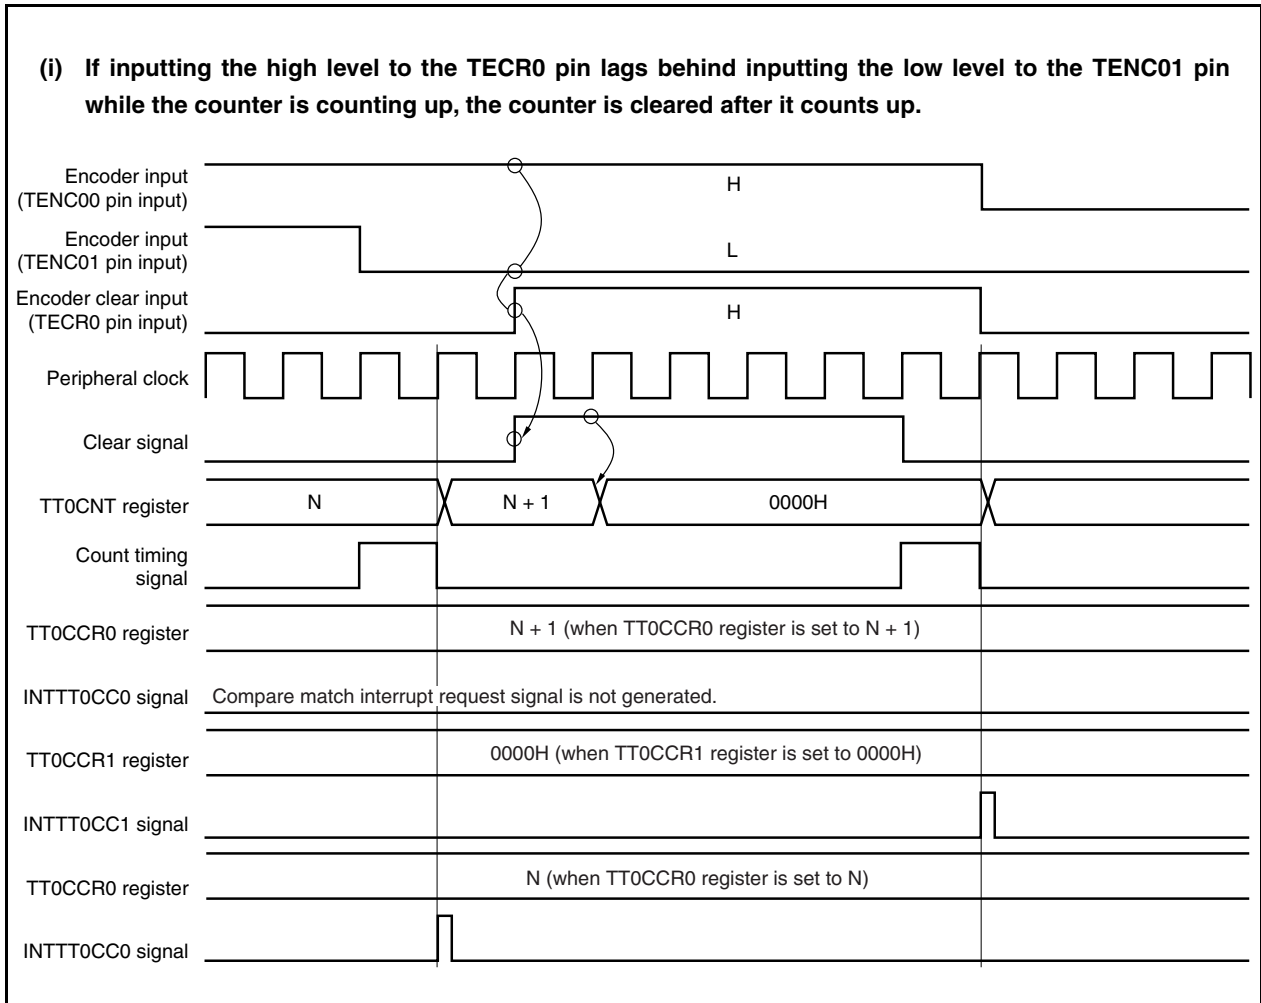 (i) If inputting the high level to the TECR0 pin lags behind inputting the low level to the TENC01 pin
while the counter is counting up, the counter is cleared after it counts up.
Encoder input
(TENC00 pin input)
H
Encoder input
(TENC01 pin input)
L
Encoder clear input
(TECR0 pin input)
H
Peripheral clock
Clear signal
TT0CNT register
N
N + 1
0000H
Count timing
signal
TT0CCR0 register
N + 1 (when TT0CCR0 register is set to N + 1)
INTTT0CC0 signal
Compare match interrupt request signal is not generated.
TT0CCR1 register
0000H (when TT0CCR1 register is set to 0000H)
INTTT0CC1 signal
TT0CCR0 register
N (when TT0CCR0 register is set to N)
INTTT0CC0 signal